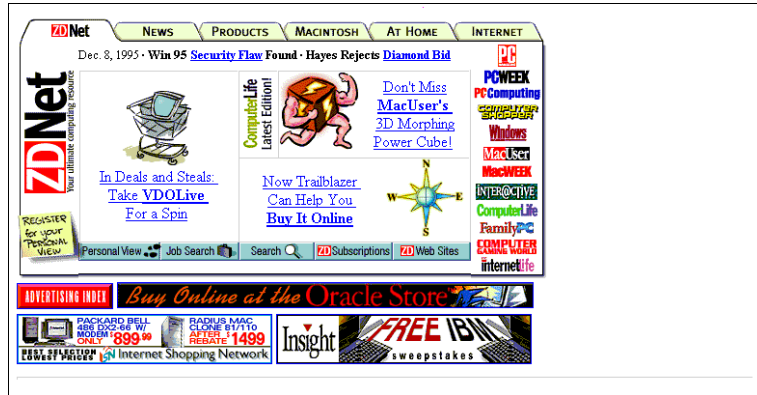 ZDNet NEWS PRODUCTS MACINTOSH AT HOME INTERNET
Dec. 8, 1995 · Win 95 Security Flaw Found · Hayes Rejects Diamond Bid
ZDNet
Your ultimate computing resource
In Deals and Steals:
Take VDOLive
For a Spin
ComputerLife
Latest Edition!
Don't Miss
MacUser's
3D Morphing
Power Cube!
Now Trailblazer
Can Help You
Buy It Online
N
W E
S
REGISTER
for your
PERSONAL
VIEW
Personal View Job Search Search ZD Subscriptions ZD Web Sites
PC
PCWEEK
PCComputing
COMPUTER
SHOPPER
Windows
MacUser
MacWEEK
INTER@CTIVE
ComputerLife
FamilyPC
COMPUTER
GAMING WORLD
internetlife
ADVERTISING INDEX Buy Online at the Oracle Store
PACKARD BELL
486 DX2-66 W/
MODEM
ONLY $899.99
RADIUS MAC
CLONE 81/110
AFTER
REBATE $1499
BEST SELECTION
LOWEST PRICES
Internet Shopping Network
Insight FREE IBM
sweepstakes